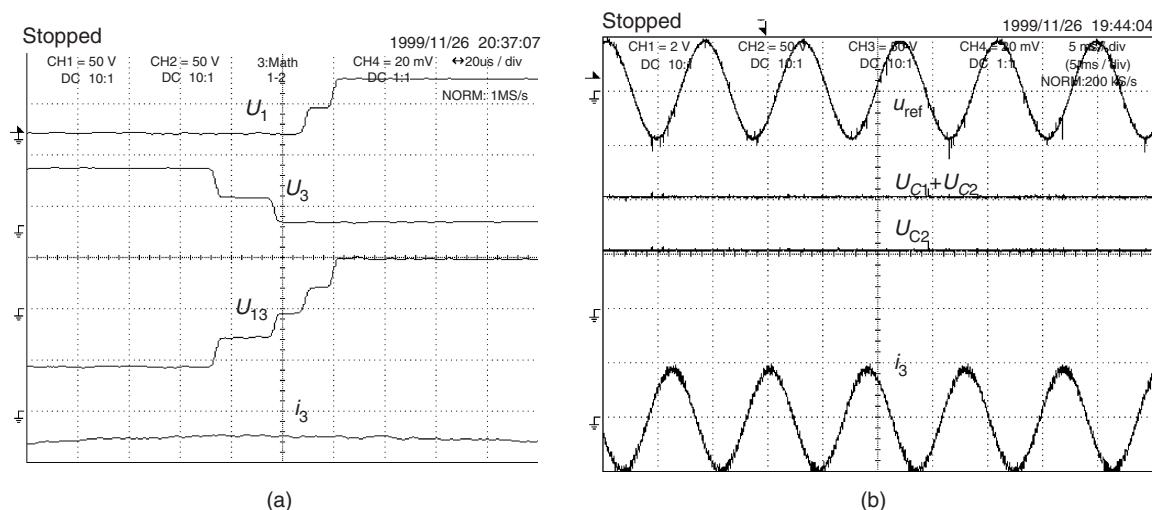 Stopped
1999/11/26 20:37:07
CH1 = 50 V CH2 = 50 V 3:Math CH4 = 20 mV ↔20us / div
DC 10:1 DC 10:1 1-2 DC 1:1
NORM: 1MS/s
U1
U3
U13
i3
(a)
Stopped
1999/11/26 19:44:04
CH1 = 2 V CH2 = 50 V CH3 = 50 V CH4 = 20 mV 5 ms / div
DC 10:1 DC 10:1 DC 10:1 DC 1:1 (5 ms / div)
NORM:200 kS/s
uref
UC1+UC2
UC2
i3
(b)